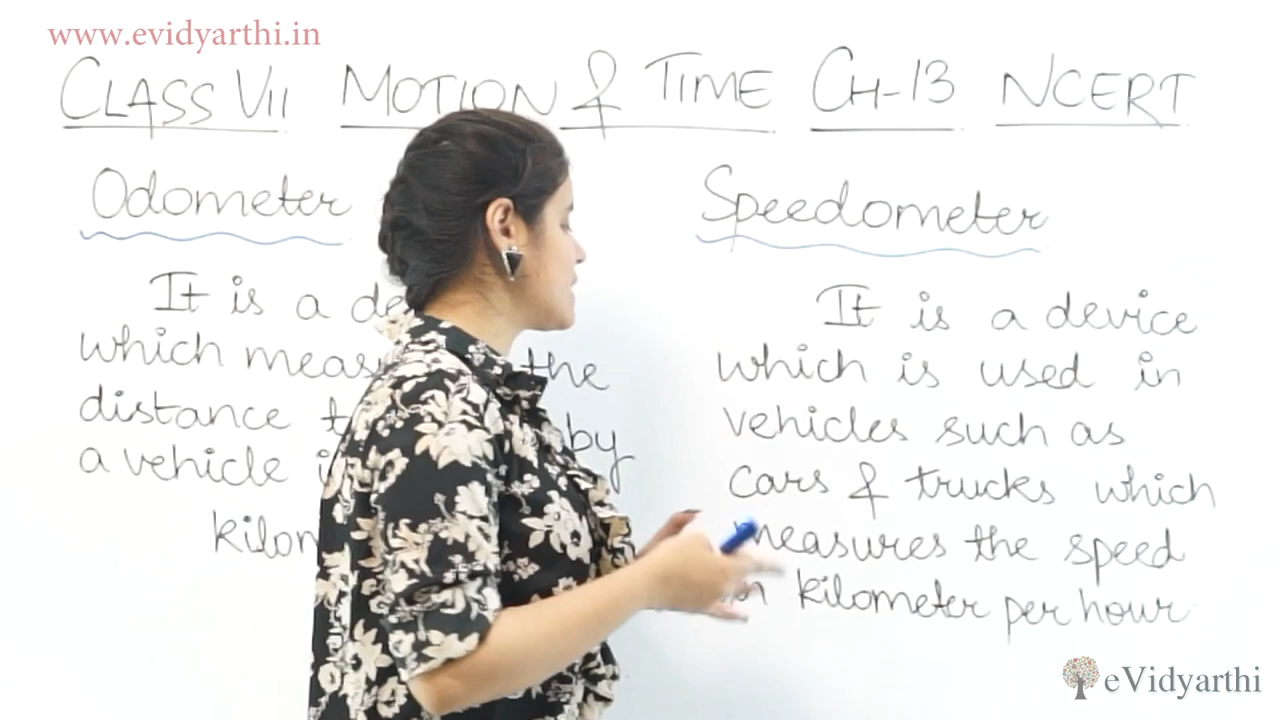 www.evidyarthi.in
CLASS VII MOTION & TIME CH-13 NCERT
Odometer
It is a de
which meas the
distance t by
a vehicle i
kilom
Speedometer
It is a device
which is used in
vehicles such as
cars & trucks which
measures the speed
in kilometer per hour
eVidyarthi